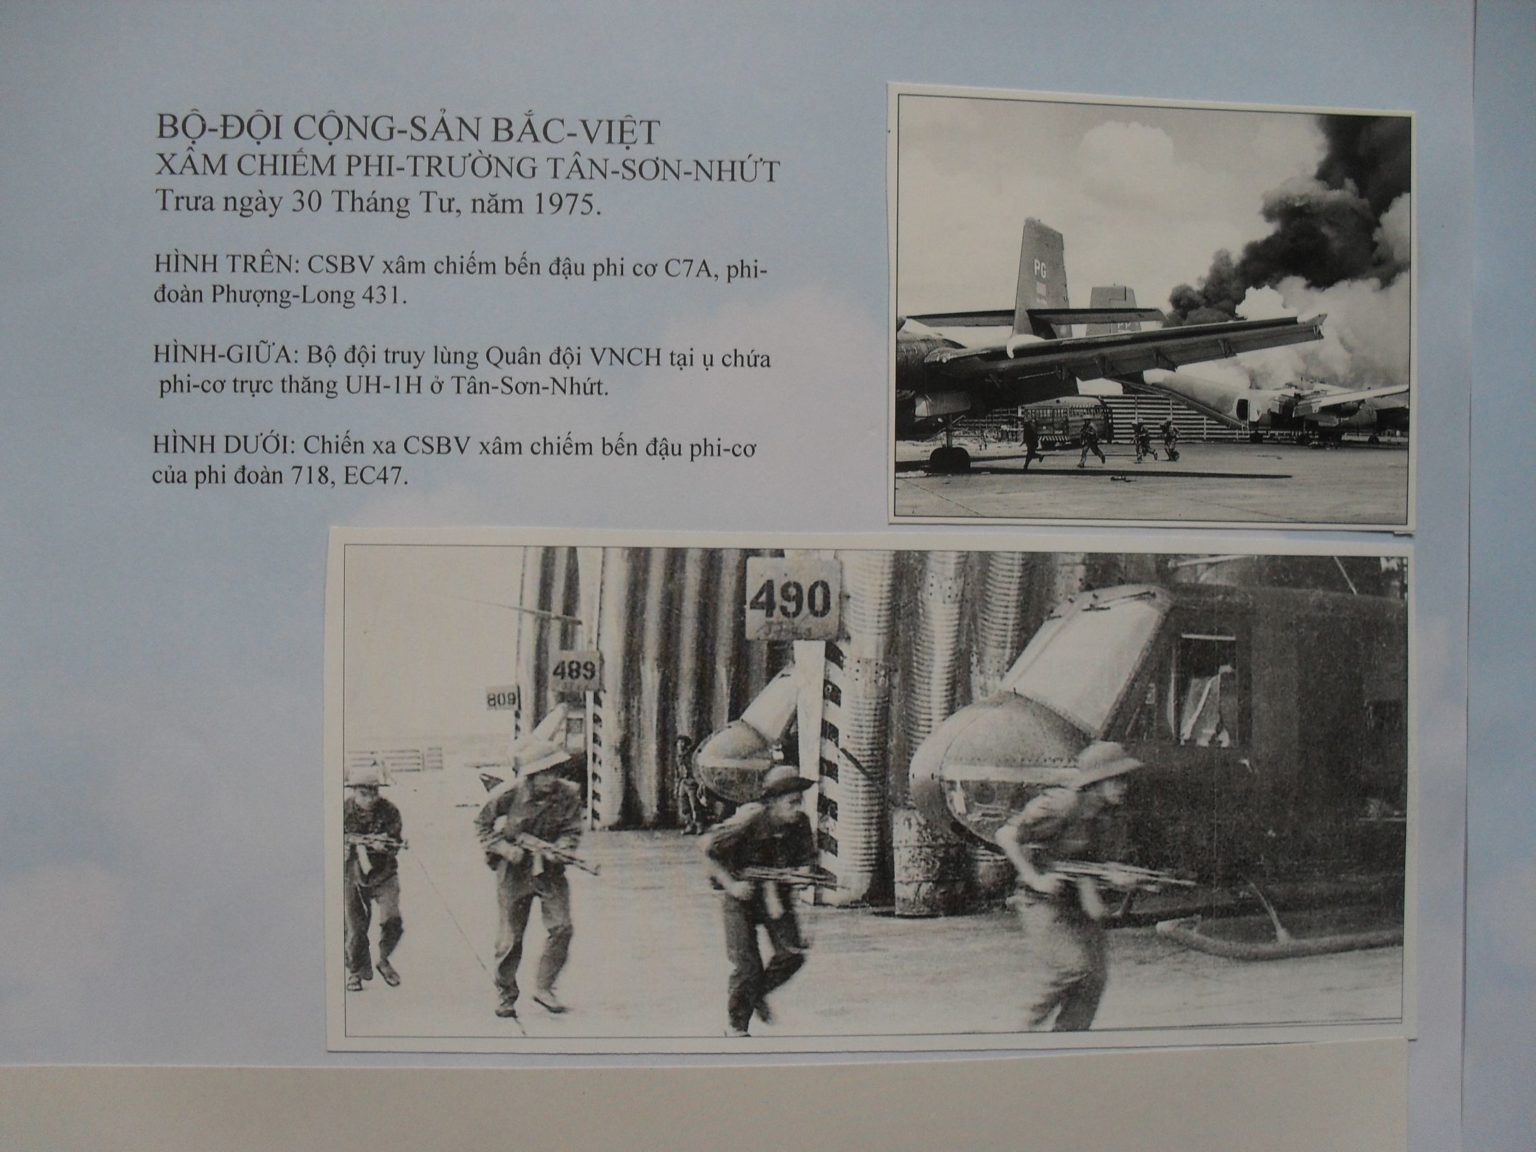 BỘ-ĐỘI CỘNG-SẢN BẮC-VIỆT
XÂM CHIẾM PHI-TRƯỜNG TÂN-SƠN-NHỨT
Trưa ngày 30 Tháng Tư, năm 1975.
HÌNH TRÊN: CSBV xâm chiếm bến đậu phi cơ C7A, phi-
đoàn Phượng-Long 431.
HÌNH-GIỮA: Bộ đội truy lùng Quân đội VNCH tại ụ chứa
phi-cơ trực thăng UH-1H ở Tân-Sơn-Nhứt.
HÌNH DƯỚI: Chiến xa CSBV xâm chiếm bến đậu phi-cơ
của phi đoàn 718, EC47.
PG
490
489
809